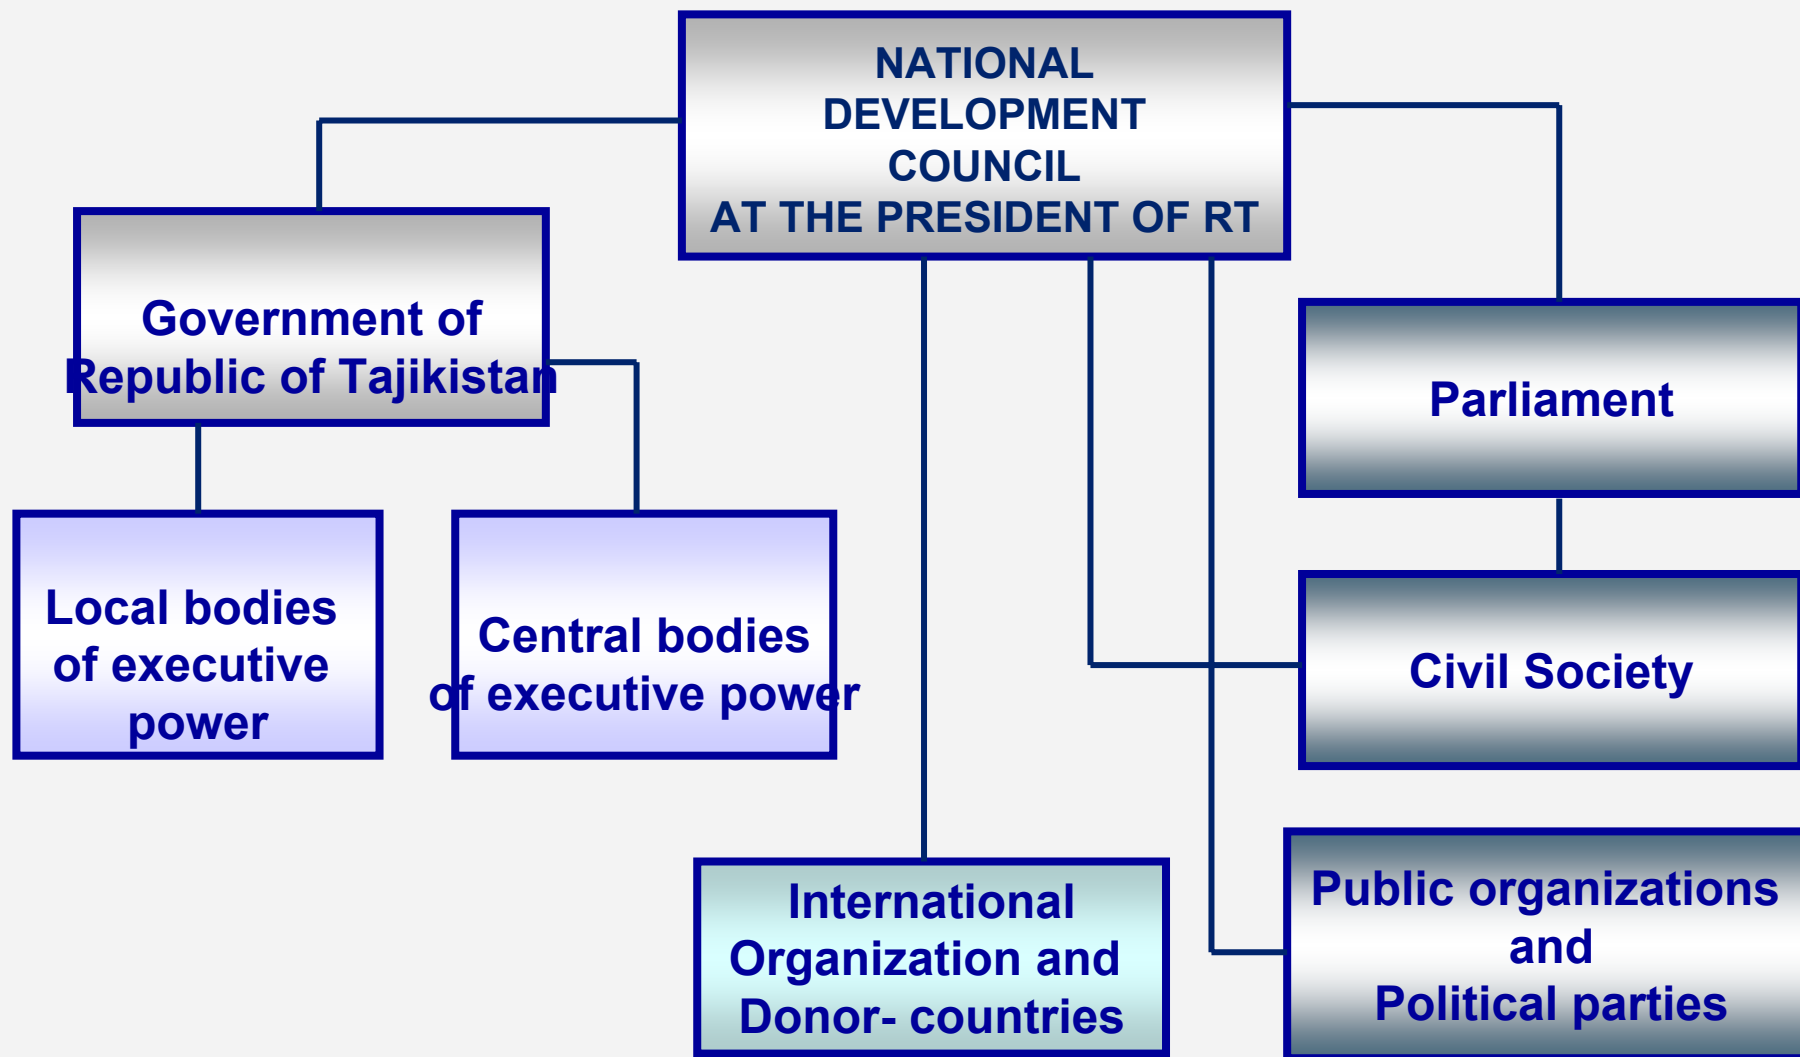 NATIONAL
DEVELOPMENT
COUNCIL
AT THE PRESIDENT OF RT
Government of
Republic of Tajikistan
Parliament
Local bodies
of executive
power
Central bodies
of executive power
Civil Society
International
Organization and
Donor- countries
Public organizations
and
Political parties